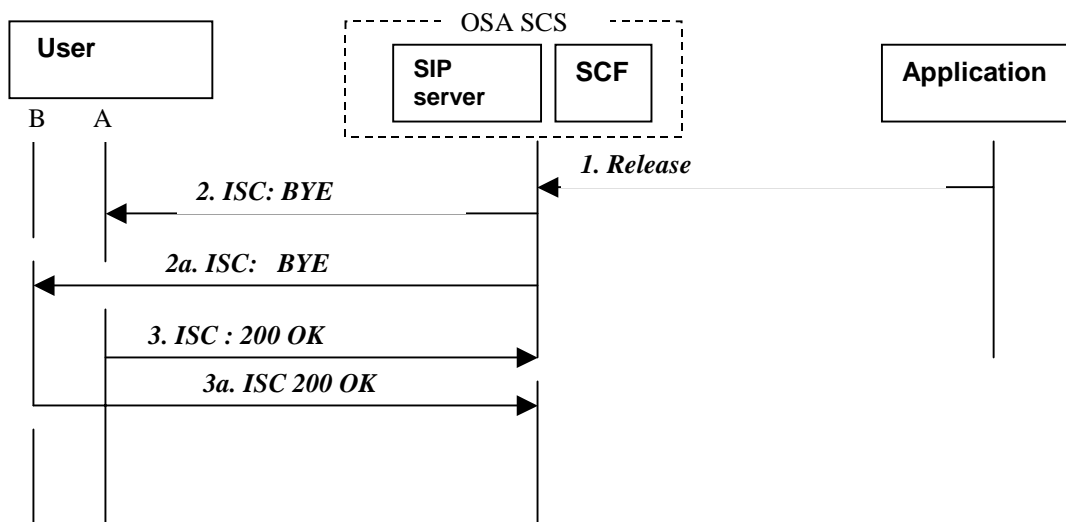 OSA SCS
User
SIP
server
SCF
Application
B
A
1. Release
2. ISC: BYE
2a. ISC: BYE
3. ISC : 200 OK
3a. ISC 200 OK